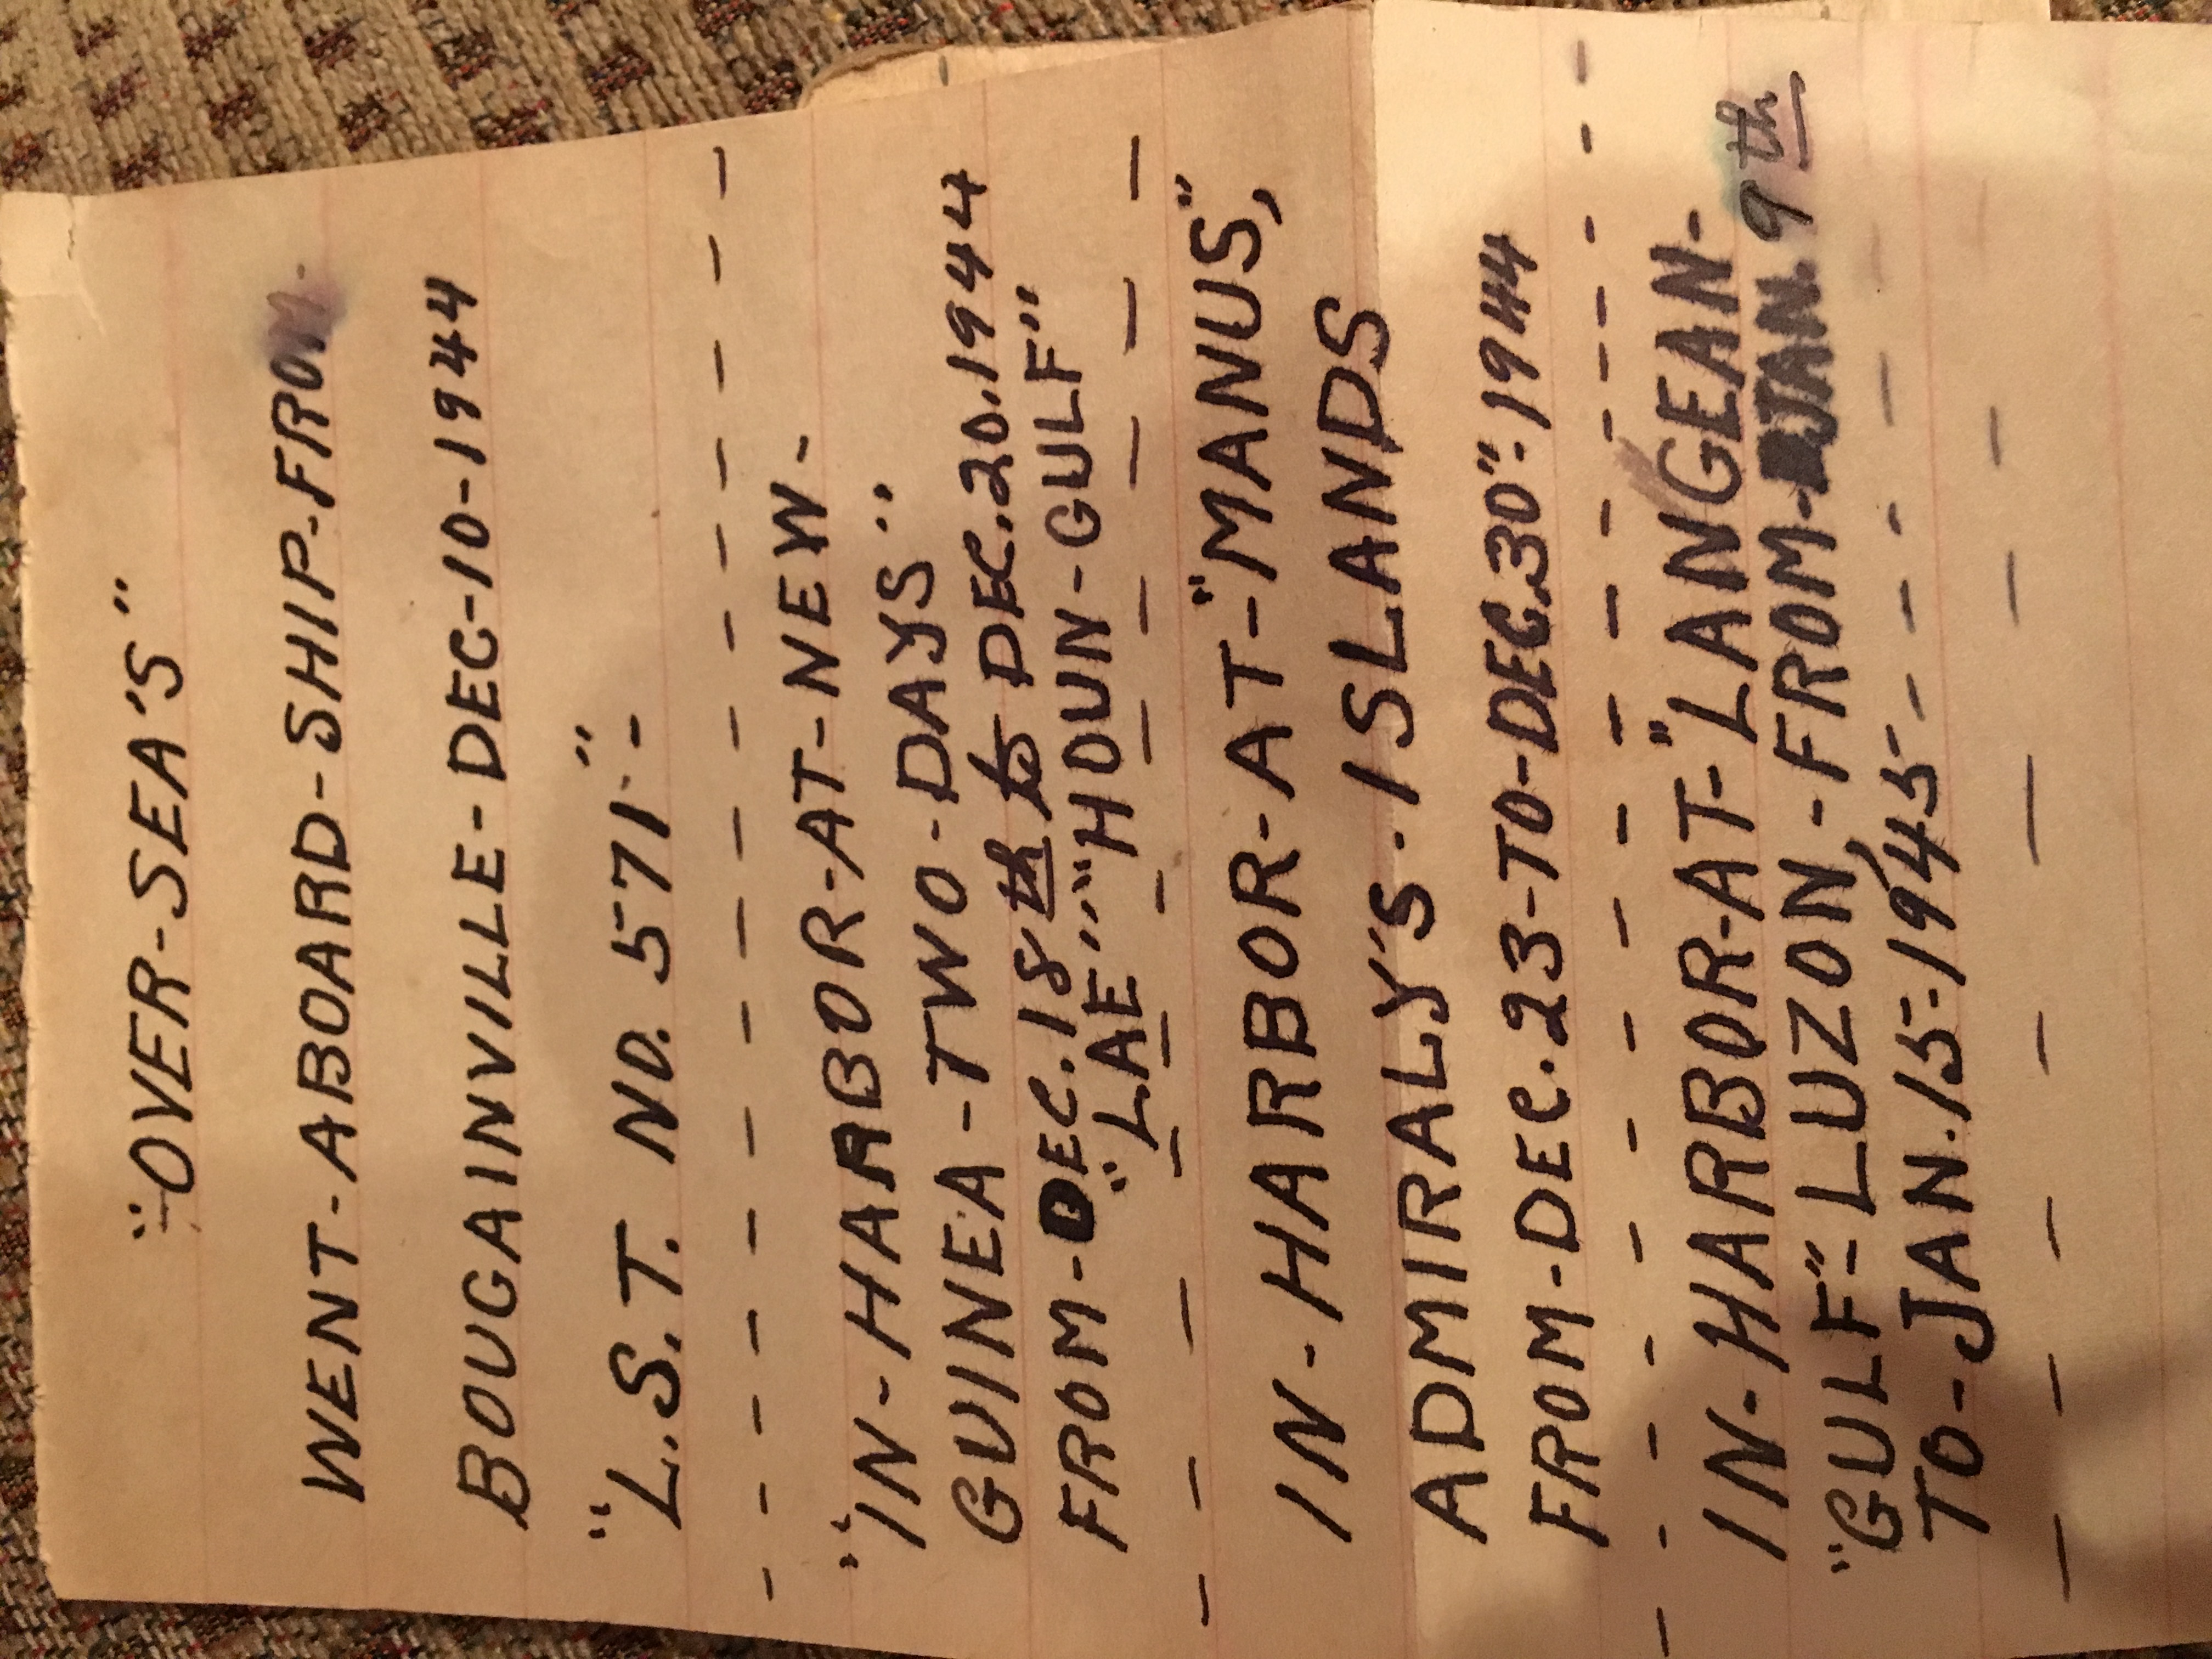 "OVER-SEA'S"
WENT-ABOARD-SHIP-FROM-
BOUGAINVILLE-DEC-10-1944
"L.S.T. NO. 571"-
"IN-HARBOR-AT-NEW-
GUINEA-TWO-DAYS"
FROM-DEC.18th to DEC.20.1944
"LAE" "HOUN-GULF"
IN-HARBOR-AT-"MANUS,"
ADMIRALY'S-ISLANDS
FROM-DEC.23-TO-DEC.30"-1944
IN-HARBOR-AT-"LANGEAN-
"GULF"-LUZON,-FROM-JAN. 9th
TO-JAN.15-1945----